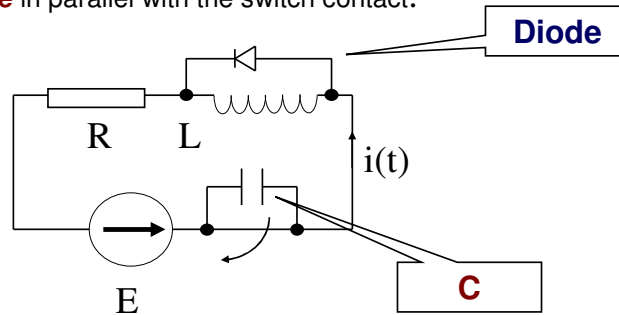 e in parallel with the switch contact.
Diode
R
L
i(t)
E
C